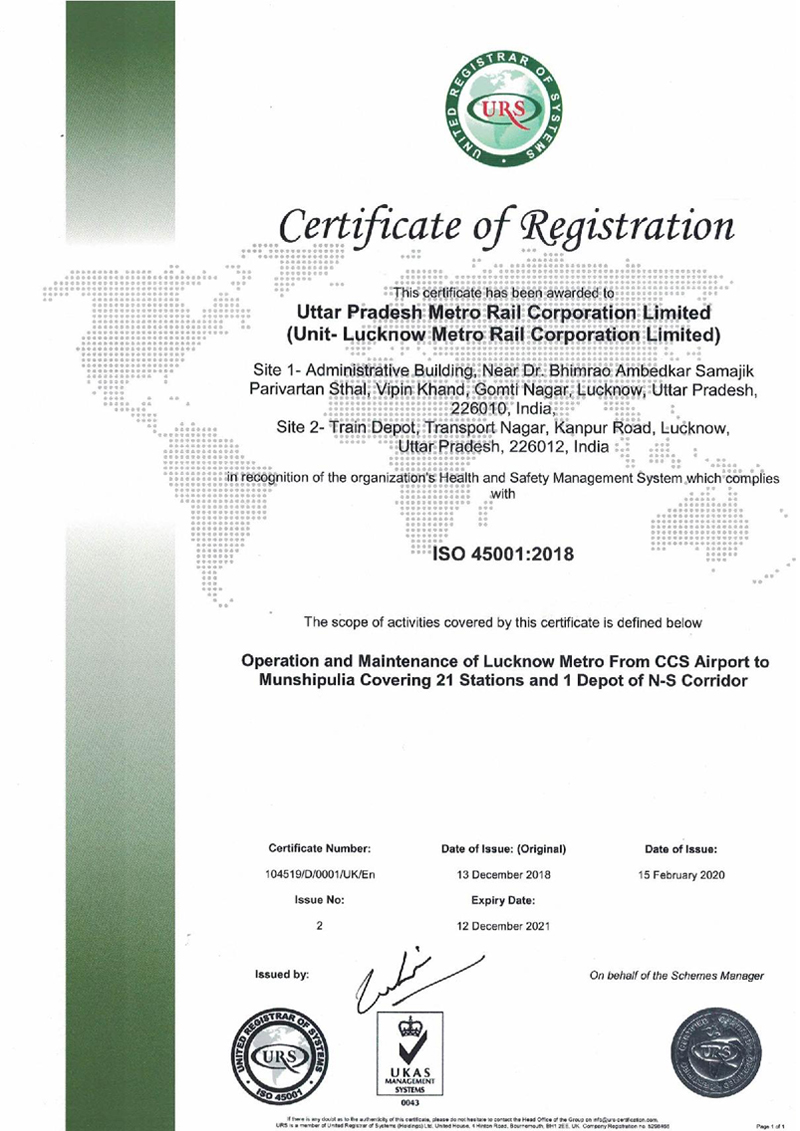 UNITED REGISTRAR OF SYSTEMS
URS
Certificate of Registration
This certificate has been awarded to
Uttar Pradesh Metro Rail Corporation Limited
(Unit- Lucknow Metro Rail Corporation Limited)
Site 1- Administrative Building, Near Dr. Bhimrao Ambedkar Samajik
Parivartan Sthal, Vipin Khand, Gomti Nagar, Lucknow, Uttar Pradesh,
226010, India,
Site 2- Train Depot, Transport Nagar, Kanpur Road, Lucknow,
Uttar Pradesh, 226012, India
in recognition of the organization's Health and Safety Management System which complies
with
ISO 45001:2018
The scope of activities covered by this certificate is defined below
Operation and Maintenance of Lucknow Metro From CCS Airport to
Munshipulia Covering 21 Stations and 1 Depot of N-S Corridor
Certificate Number: Date of Issue: (Original) Date of Issue:
104519/D/0001/UK/En 13 December 2018 15 February 2020
Issue No: Expiry Date:
2 12 December 2021
Issued by: On behalf of the Schemes Manager
UNITED REGISTRAR OF SYSTEMS
URS
ISO 45001
UKAS
MANAGEMENT
SYSTEMS
0043
URS
If there is any doubt as to the authenticity of this certificate, please do not hesitate to contact the Head Office of the Group on info@urs-certification.com.
URS is a member of United Registrar of Systems (Holdings) Ltd, United House, 4 Hinton Road, Bournemouth, BH1 2EE, UK. Company Registration no.
Page 1 of 1